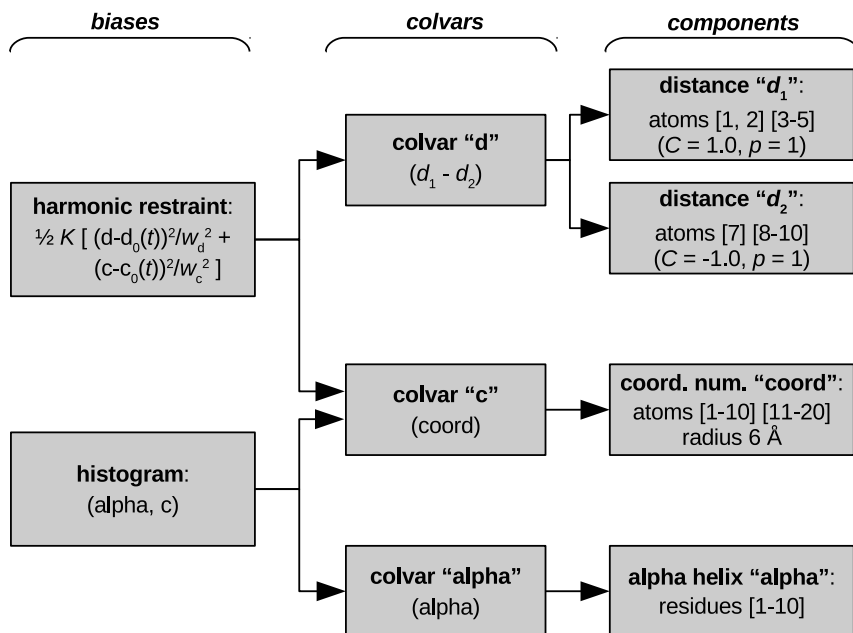 biases
colvars
components
harmonic restraint:
½ K [ (d-d₀(t))²/w_d² +
(c-c₀(t))²/w_c² ]
histogram:
(alpha, c)
colvar “d”
(d₁ - d₂)
colvar “c”
(coord)
colvar “alpha”
(alpha)
distance “d₁”:
atoms [1, 2] [3-5]
(C = 1.0, p = 1)
distance “d₂”:
atoms [7] [8-10]
(C = -1.0, p = 1)
coord. num. “coord”:
atoms [1-10] [11-20]
radius 6 Å
alpha helix “alpha”:
residues [1-10]